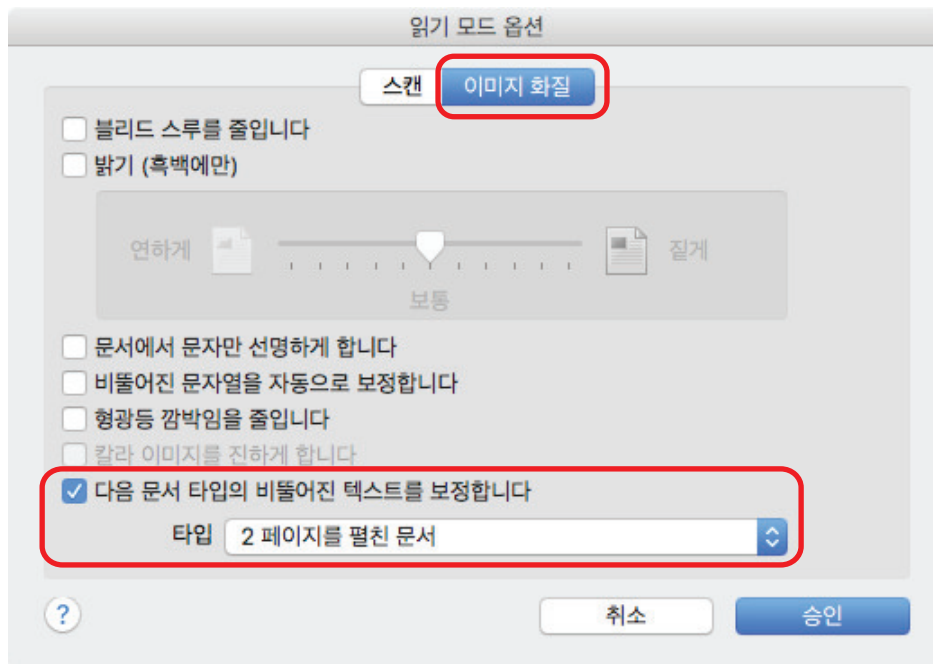 읽기 모드 옵션
스캔 이미지 화질
블리드 스루를 줄입니다
밝기 (흑백에만)
연하게 짙게
보통
문서에서 문자만 선명하게 합니다
비뚤어진 문자열을 자동으로 보정합니다
형광등 깜박임을 줄입니다
칼라 이미지를 진하게 합니다
다음 문서 타입의 비뚤어진 텍스트를 보정합니다
타입 2 페이지를 펼친 문서
? 취소 승인